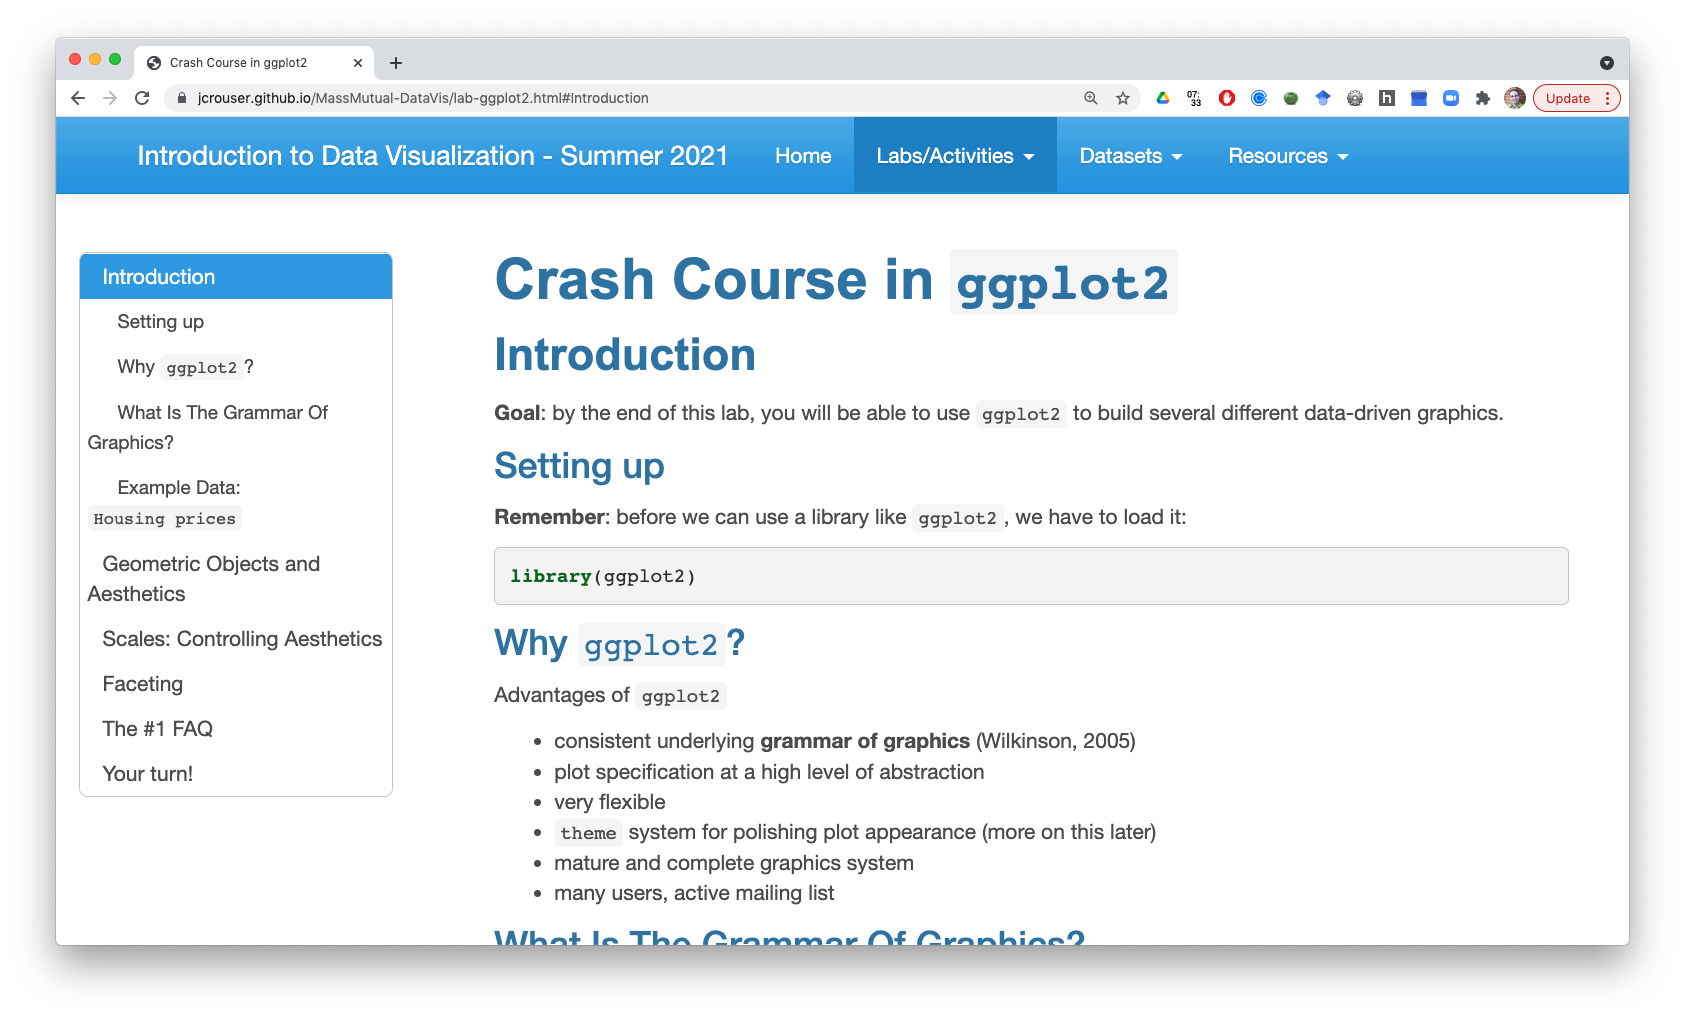 Crash Course in ggplot2
jcrouser.github.io/MassMutual-DataVis/lab-ggplot2.html#Introduction
07:
33
h
Update
Introduction to Data Visualization - Summer 2021 Home Labs/Activities Datasets Resources
Introduction
Setting up
Why ggplot2?
What Is The Grammar Of
Graphics?
Example Data:
Housing prices
Geometric Objects and
Aesthetics
Scales: Controlling Aesthetics
Faceting
The #1 FAQ
Your turn!
Crash Course in ggplot2
Introduction
Goal: by the end of this lab, you will be able to use ggplot2 to build several different data-driven graphics.
Setting up
Remember: before we can use a library like ggplot2, we have to load it:
library(ggplot2)
Why ggplot2?
Advantages of ggplot2
• consistent underlying grammar of graphics (Wilkinson, 2005)
• plot specification at a high level of abstraction
• very flexible
• theme system for polishing plot appearance (more on this later)
• mature and complete graphics system
• many users, active mailing list
What Is The Grammar Of Graphics?